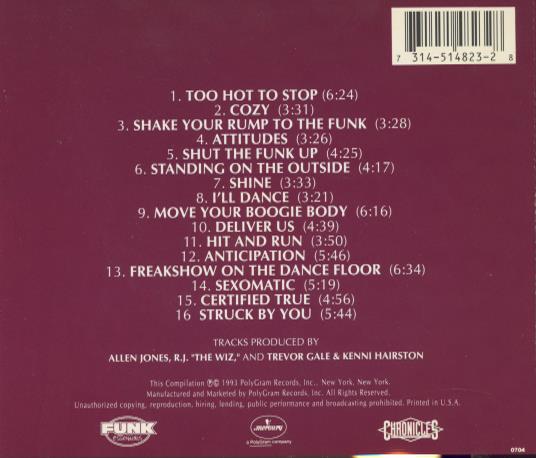 7 314-514823-2 8
1. TOO HOT TO STOP (6:24)
2. COZY (3:31)
3. SHAKE YOUR RUMP TO THE FUNK (3:28)
4. ATTITUDES (3:26)
5. SHUT THE FUNK UP (4:25)
6. STANDING ON THE OUTSIDE (4:17)
7. SHINE (3:33)
8. I'LL DANCE (3:21)
9. MOVE YOUR BOOGIE BODY (6:16)
10. DELIVER US (4:39)
11. HIT AND RUN (3:50)
12. ANTICIPATION (5:46)
13. FREAKSHOW ON THE DANCE FLOOR (6:34)
14. SEXOMATIC (5:19)
15. CERTIFIED TRUE (4:56)
16 STRUCK BY YOU (5:44)
TRACKS PRODUCED BY
ALLEN JONES, R.J. "THE WIZ," AND TREVOR GALE & KENNI HAIRSTON
This Compilation ℗© 1993 PolyGram Records, Inc., New York, New York.
Manufactured and Marketed by PolyGram Records, Inc. All Rights Reserved.
Unauthorized copying, reproduction, hiring, lending, public performance and broadcasting prohibited. Printed in U.S.A.
FUNK
ESSENTIALS
mercury
a PolyGram company
CHRONICLES
0704